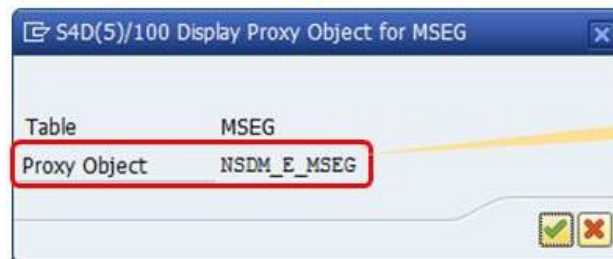 S4D(5)/100 Display Proxy Object for MSEG
Table MSEG
Proxy Object NSDM_E_MSEG